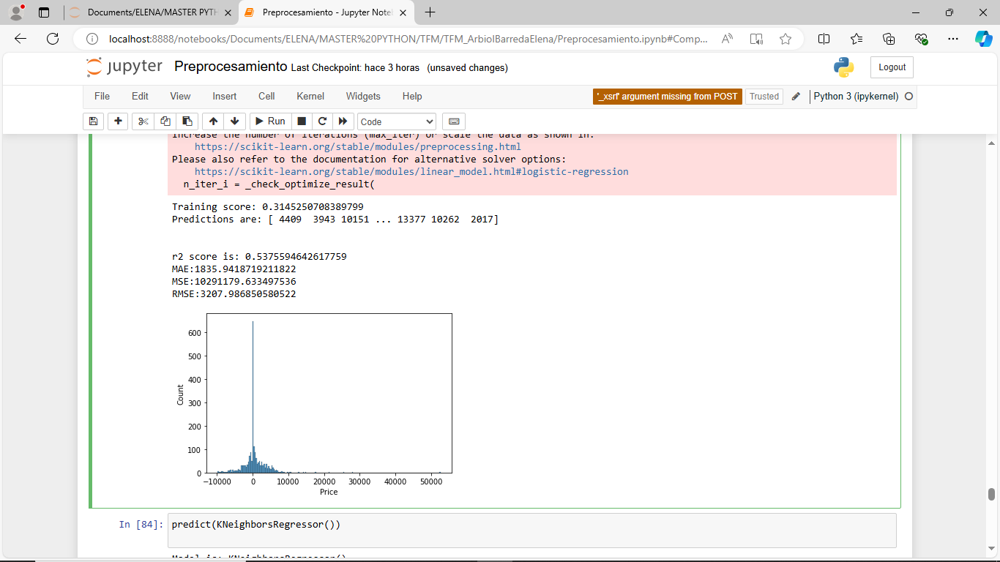 Documents/ELENA/MASTER PYTH
Preprocesamiento - Jupyter Note
localhost:8888/notebooks/Documents/ELENA/MASTER%20PYTHON/TFM/TFM_ArbiolBarredaElena/Preprocesamiento.ipynb#Comp...
jupyter Preprocesamiento Last Checkpoint: hace 3 horas (unsaved changes)
Logout
File Edit View Insert Cell Kernel Widgets Help
'_xsrf' argument missing from POST
Trusted
Python 3 (ipykernel)
Run
Code
Increase the number of iterations (max_iter) or scale the data as shown in:
https://scikit-learn.org/stable/modules/preprocessing.html
Please also refer to the documentation for alternative solver options:
https://scikit-learn.org/stable/modules/linear_model.html#logistic-regression
n_iter_i = _check_optimize_result(
Training score: 0.3145250708389799
Predictions are: [ 4409  3943 10151 ... 13377 10262  2017]
r2 score is: 0.5375594642617759
MAE:1835.9418719211822
MSE:10291179.633497536
RMSE:3207.986850580522
600
500
400
300
200
100
0
Count
−10000 0 10000 20000 30000 40000 50000
Price
In [84]: predict(KNeighborsRegressor())
Model is: KNeighborsRegressor()